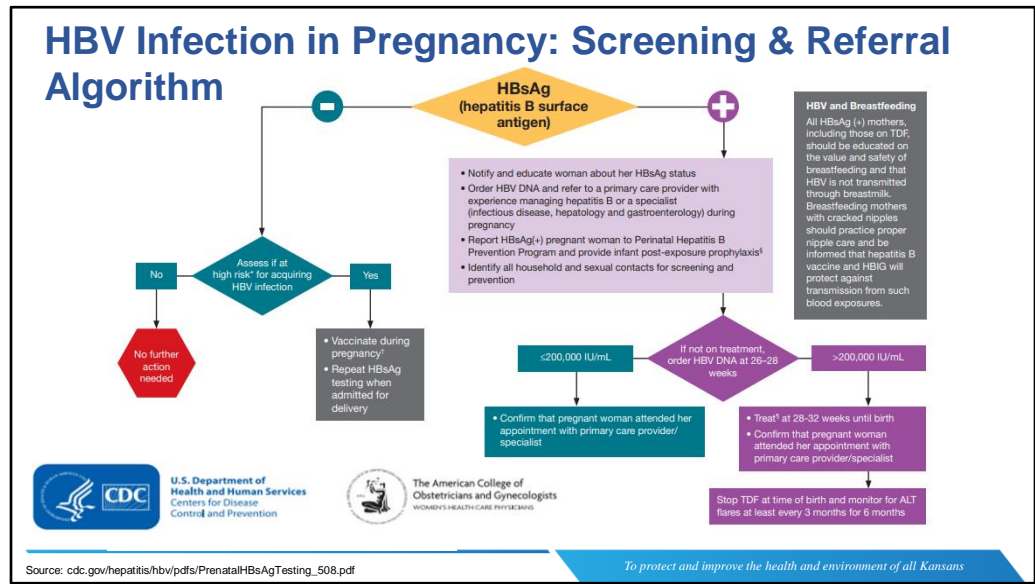 HBV Infection in Pregnancy: Screening & Referral
Algorithm
HBsAg
(hepatitis B surface
antigen)
HBV and Breastfeeding
All HBsAg (+) mothers,
including those on TDF,
should be educated on
the value and safety of
breastfeeding and that
HBV is not transmitted
through breastmilk.
Breastfeeding mothers
with cracked nipples
should practice proper
nipple care and be
informed that hepatitis B
vaccine and HBIG will
protect against
transmission from such
blood exposures.
• Notify and educate woman about her HBsAg status
• Order HBV DNA and refer to a primary care provider with
experience managing hepatitis B or a specialist
(infectious disease, hepatology and gastroenterology) during
pregnancy
• Report HBsAg(+) pregnant woman to Perinatal Hepatitis B
Prevention Program and provide infant post-exposure prophylaxis§
• Identify all household and sexual contacts for screening and
prevention
No
Assess if at
high risk* for acquiring
HBV infection
Yes
No further
action
needed
• Vaccinate during
pregnancy†
• Repeat HBsAg
testing when
admitted for
delivery
≤200,000 IU/mL
If not on treatment,
order HBV DNA at 26–28
weeks
>200,000 IU/mL
• Confirm that pregnant woman attended her
appointment with primary care provider/
specialist
• Treat¶ at 28-32 weeks until birth
• Confirm that pregnant woman
attended her appointment with
primary care provider/specialist
Stop TDF at time of birth and monitor for ALT
flares at least every 3 months for 6 months
CDC
U.S. Department of
Health and Human Services
Centers for Disease
Control and Prevention
The American College of
Obstetricians and Gynecologists
WOMEN'S HEALTH CARE PHYSICIANS
Source: cdc.gov/hepatitis/hbv/pdfs/PrenatalHBsAgTesting_508.pdf
To protect and improve the health and environment of all Kansans